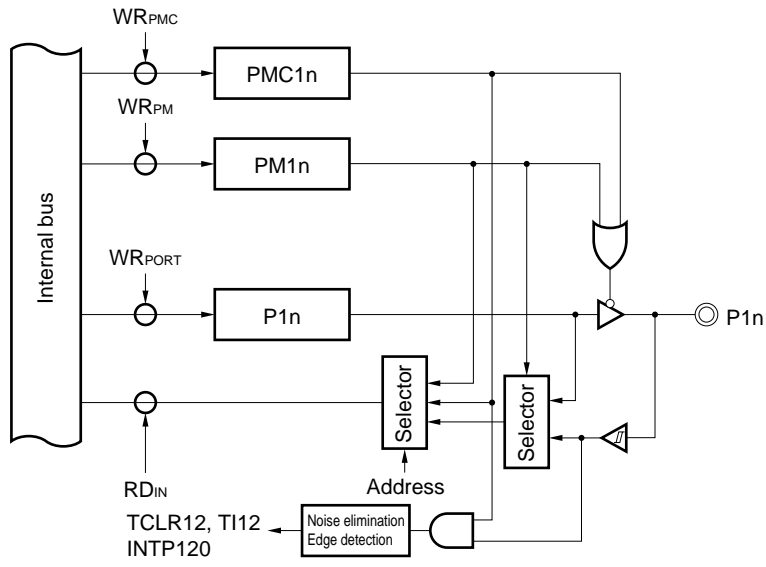 WRPMC
PMC1n
WRPM
PM1n
Internal bus
WRPORT
P1n
P1n
Selector
Selector
RDIN
Address
TCLR12, TI12
INTP120
Noise elimination
Edge detection